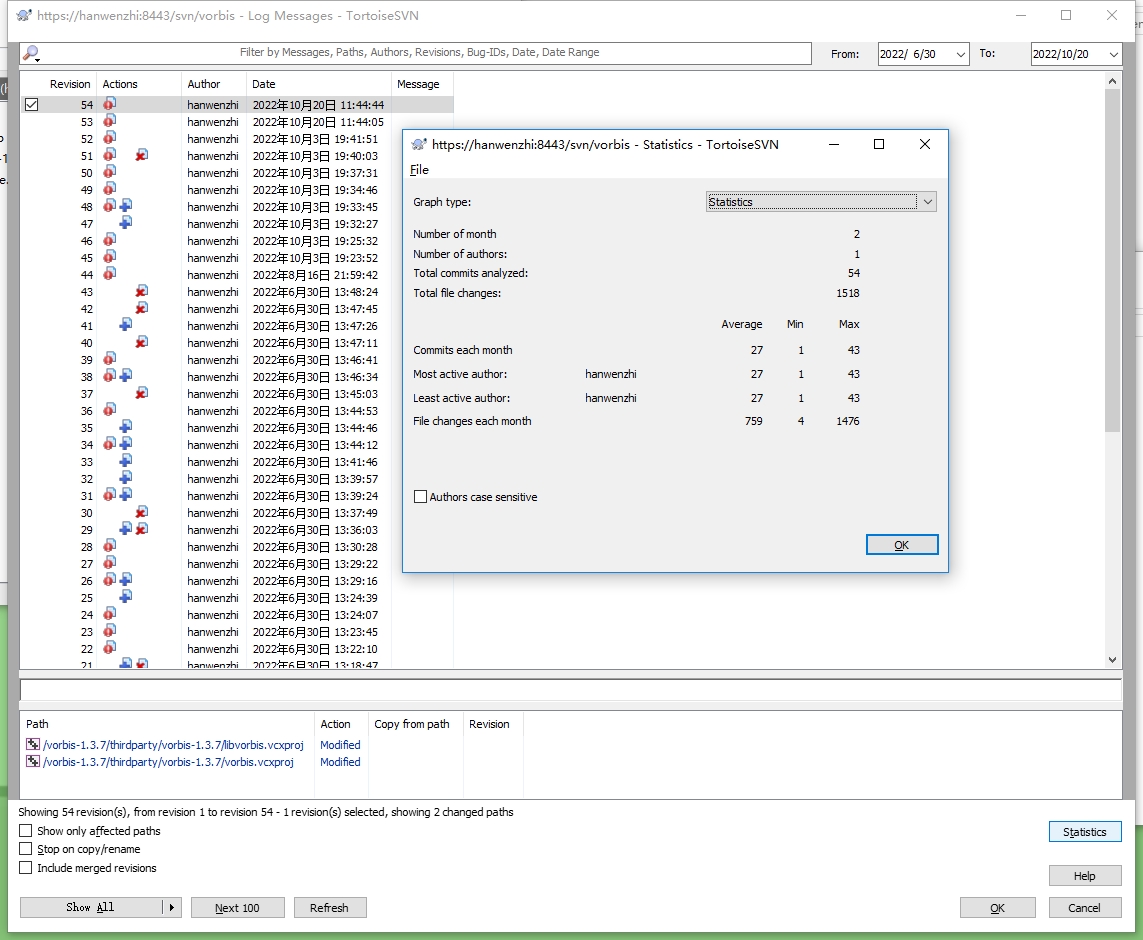 https://hanwenzhi:8443/svn/vorbis - Log Messages - TortoiseSVN
Filter by Messages, Paths, Authors, Revisions, Bug-IDs, Date, Date Range
From: 2022/ 6/30 To: 2022/10/20
Revision Actions Author Date Message
54 hanwenzhi 2022年10月20日 11:44:44
53 hanwenzhi 2022年10月20日 11:44:05
52 hanwenzhi 2022年10月3日 19:41:51
51 hanwenzhi 2022年10月3日 19:40:03
50 hanwenzhi 2022年10月3日 19:37:31
49 hanwenzhi 2022年10月3日 19:34:46
48 hanwenzhi 2022年10月3日 19:33:45
47 hanwenzhi 2022年10月3日 19:32:27
46 hanwenzhi 2022年10月3日 19:25:32
45 hanwenzhi 2022年10月3日 19:23:52
44 hanwenzhi 2022年8月16日 21:59:42
43 hanwenzhi 2022年6月30日 13:48:24
42 hanwenzhi 2022年6月30日 13:47:45
41 hanwenzhi 2022年6月30日 13:47:26
40 hanwenzhi 2022年6月30日 13:47:11
39 hanwenzhi 2022年6月30日 13:46:41
38 hanwenzhi 2022年6月30日 13:46:34
37 hanwenzhi 2022年6月30日 13:45:03
36 hanwenzhi 2022年6月30日 13:44:53
35 hanwenzhi 2022年6月30日 13:44:46
34 hanwenzhi 2022年6月30日 13:44:12
33 hanwenzhi 2022年6月30日 13:41:46
32 hanwenzhi 2022年6月30日 13:39:57
31 hanwenzhi 2022年6月30日 13:39:24
30 hanwenzhi 2022年6月30日 13:37:49
29 hanwenzhi 2022年6月30日 13:36:03
28 hanwenzhi 2022年6月30日 13:30:28
27 hanwenzhi 2022年6月30日 13:29:22
26 hanwenzhi 2022年6月30日 13:29:16
25 hanwenzhi 2022年6月30日 13:24:39
24 hanwenzhi 2022年6月30日 13:24:07
23 hanwenzhi 2022年6月30日 13:23:45
22 hanwenzhi 2022年6月30日 13:22:10
21 hanwenzhi 2022年6月30日 13:18:47
https://hanwenzhi:8443/svn/vorbis - Statistics - TortoiseSVN
File
Graph type: Statistics
Number of month 2
Number of authors: 1
Total commits analyzed: 54
Total file changes: 1518
Average Min Max
Commits each month 27 1 43
Most active author: hanwenzhi 27 1 43
Least active author: hanwenzhi 27 1 43
File changes each month 759 4 1476
Authors case sensitive
OK
Path Action Copy from path Revision
/vorbis-1.3.7/thirdparty/vorbis-1.3.7/libvorbis.vcxproj Modified
/vorbis-1.3.7/thirdparty/vorbis-1.3.7/vorbis.vcxproj Modified
Showing 54 revision(s), from revision 1 to revision 54 - 1 revision(s) selected, showing 2 changed paths
Show only affected paths
Stop on copy/rename
Include merged revisions
Statistics
Help
Show All Next 100 Refresh OK Cancel